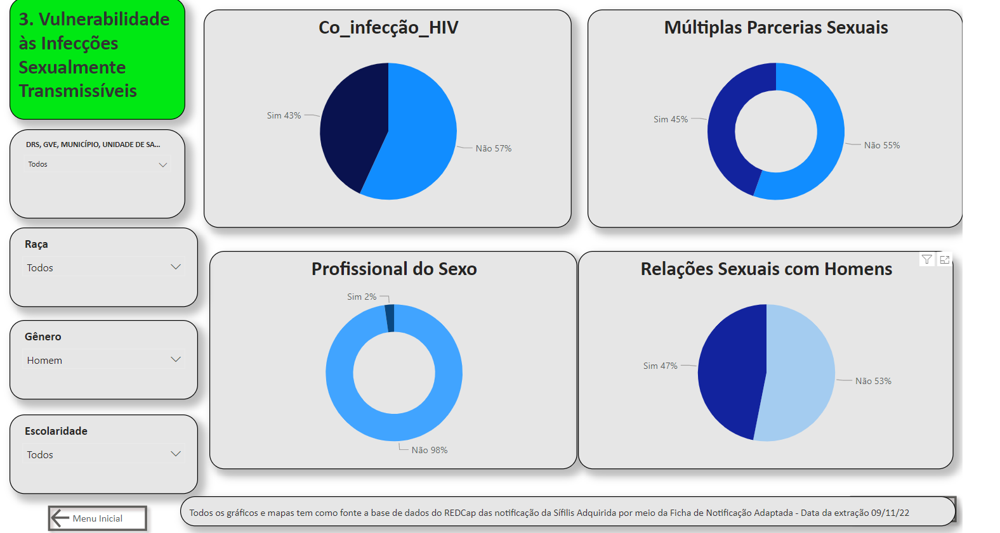 3. Vulnerabilidade
às Infecções
Sexualmente
Transmissíveis
DRS, GVE, MUNICÍPIO, UNIDADE DE SA...
Todos
Raça
Todos
Gênero
Homem
Escolaridade
Todos
Menu Inicial
Co_infecção_HIV
Sim 43%
Não 57%
Múltiplas Parcerias Sexuais
Sim 45%
Não 55%
Profissional do Sexo
Sim 2%
Não 98%
Relações Sexuais com Homens
Sim 47%
Não 53%
Todos os gráficos e mapas tem como fonte a base de dados do REDCap das notificação da Sífilis Adquirida por meio da Ficha de Notificação Adaptada - Data da extração 09/11/22